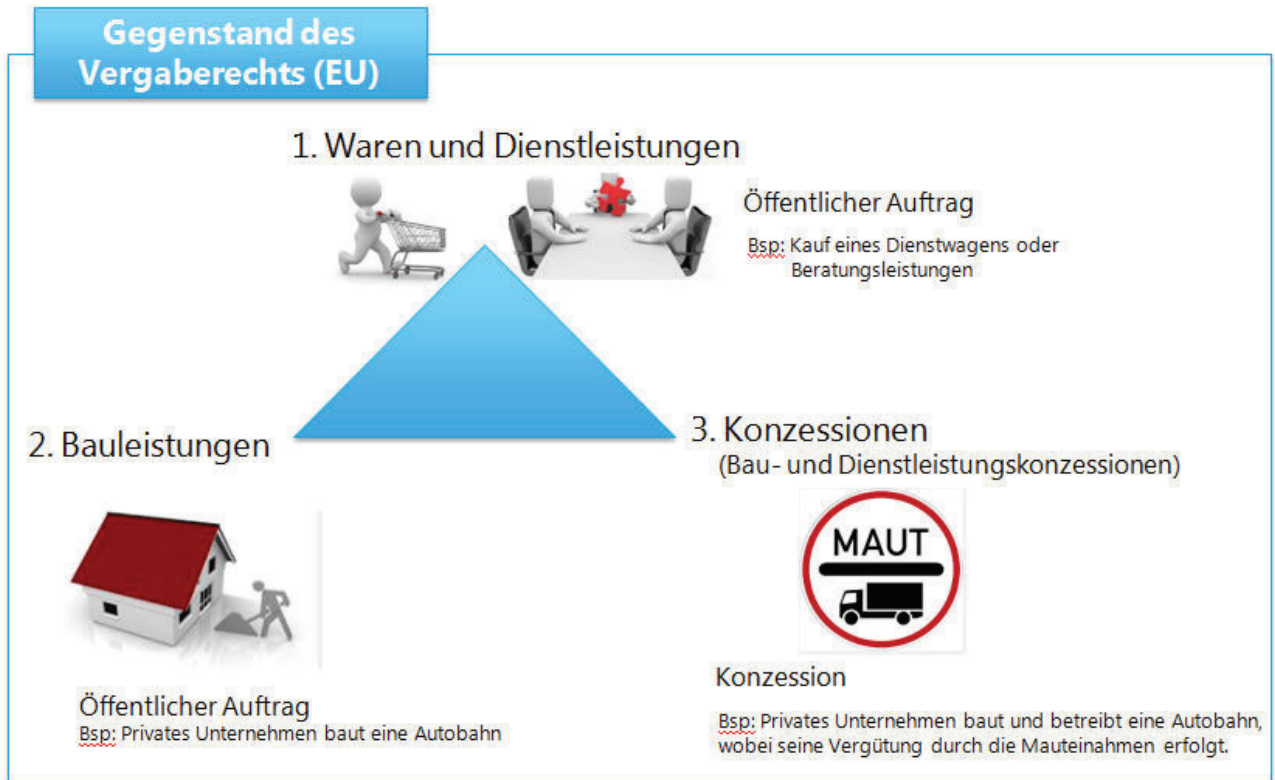 Gegenstand des
Vergaberechts (EU)
1. Waren und Dienstleistungen
Öffentlicher Auftrag
Bsp: Kauf eines Dienstwagens oder
Beratungsleistungen
2. Bauleistungen
3. Konzessionen
(Bau- und Dienstleistungskonzessionen)
MAUT
Öffentlicher Auftrag
Bsp: Privates Unternehmen baut eine Autobahn
Konzession
Bsp: Privates Unternehmen baut und betreibt eine Autobahn,
wobei seine Vergütung durch die Mauteinahmen erfolgt.